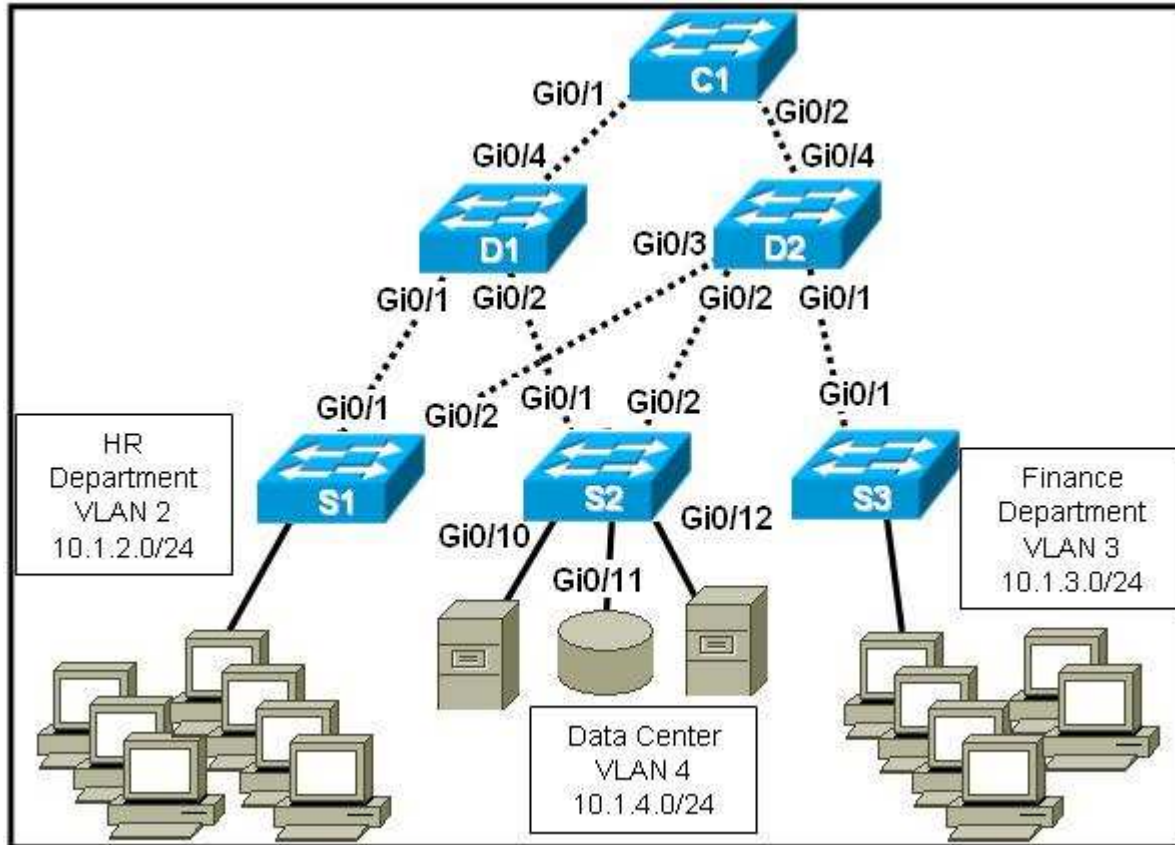 C1
Gi0/1
Gi0/2
Gi0/4
Gi0/4
D1
Gi0/3
D2
Gi0/1
Gi0/2
Gi0/2
Gi0/1
Gi0/1
Gi0/2
Gi0/1
Gi0/2
Gi0/1
HR
Department
VLAN 2
10.1.2.0/24
S1
S2
S3
Finance
Department
VLAN 3
10.1.3.0/24
Gi0/10
Gi0/11
Gi0/12
Data Center
VLAN 4
10.1.4.0/24